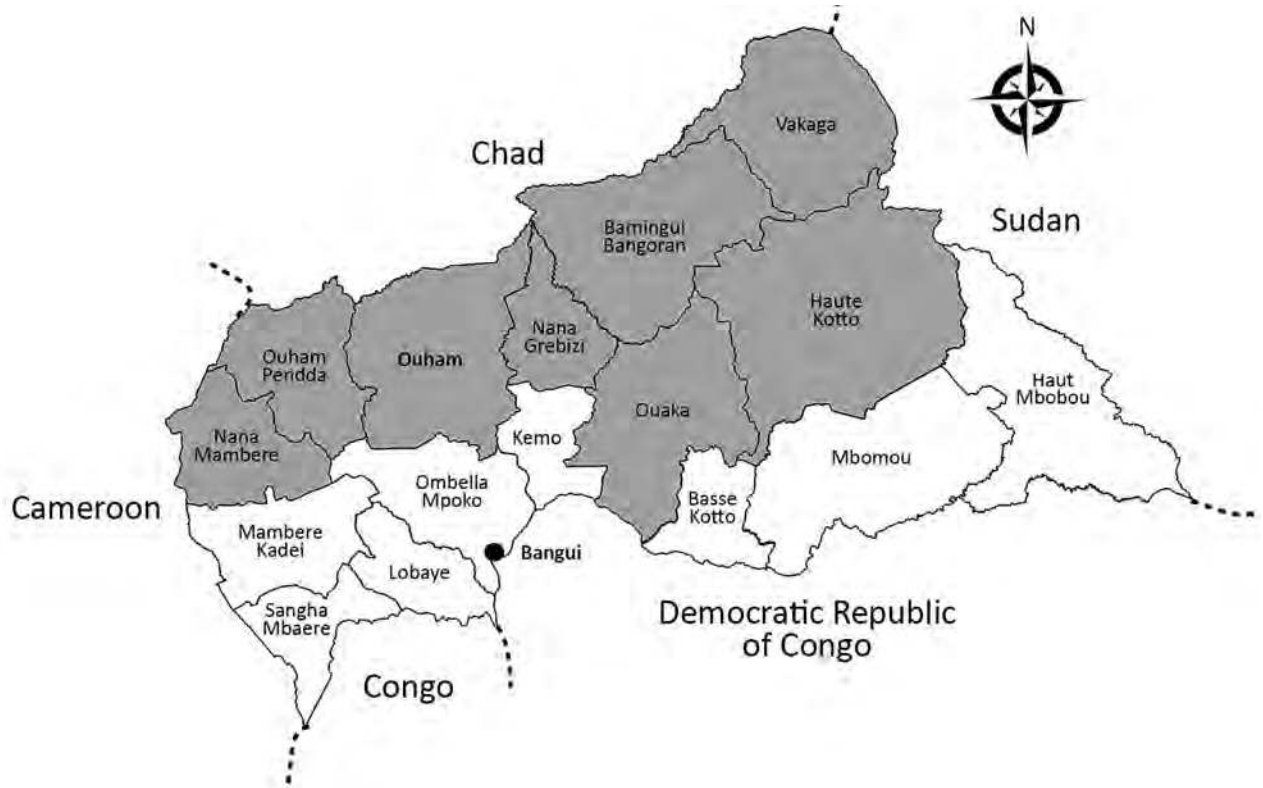 N
Vakaga
Chad
Sudan
Bamingui
Bangoran
Haute
Kotto
Nana
Grebizi
Ouham
Pendda
Ouham
Haut
Mbobou
Ouaka
Nana
Mambere
Kemo
Mbomou
Ombella
Mpoko
Basse
Kotto
Cameroon
Mambere
Kadei
Bangui
Lobaye
Sangha
Mbaere
Democratic Republic
of Congo
Congo